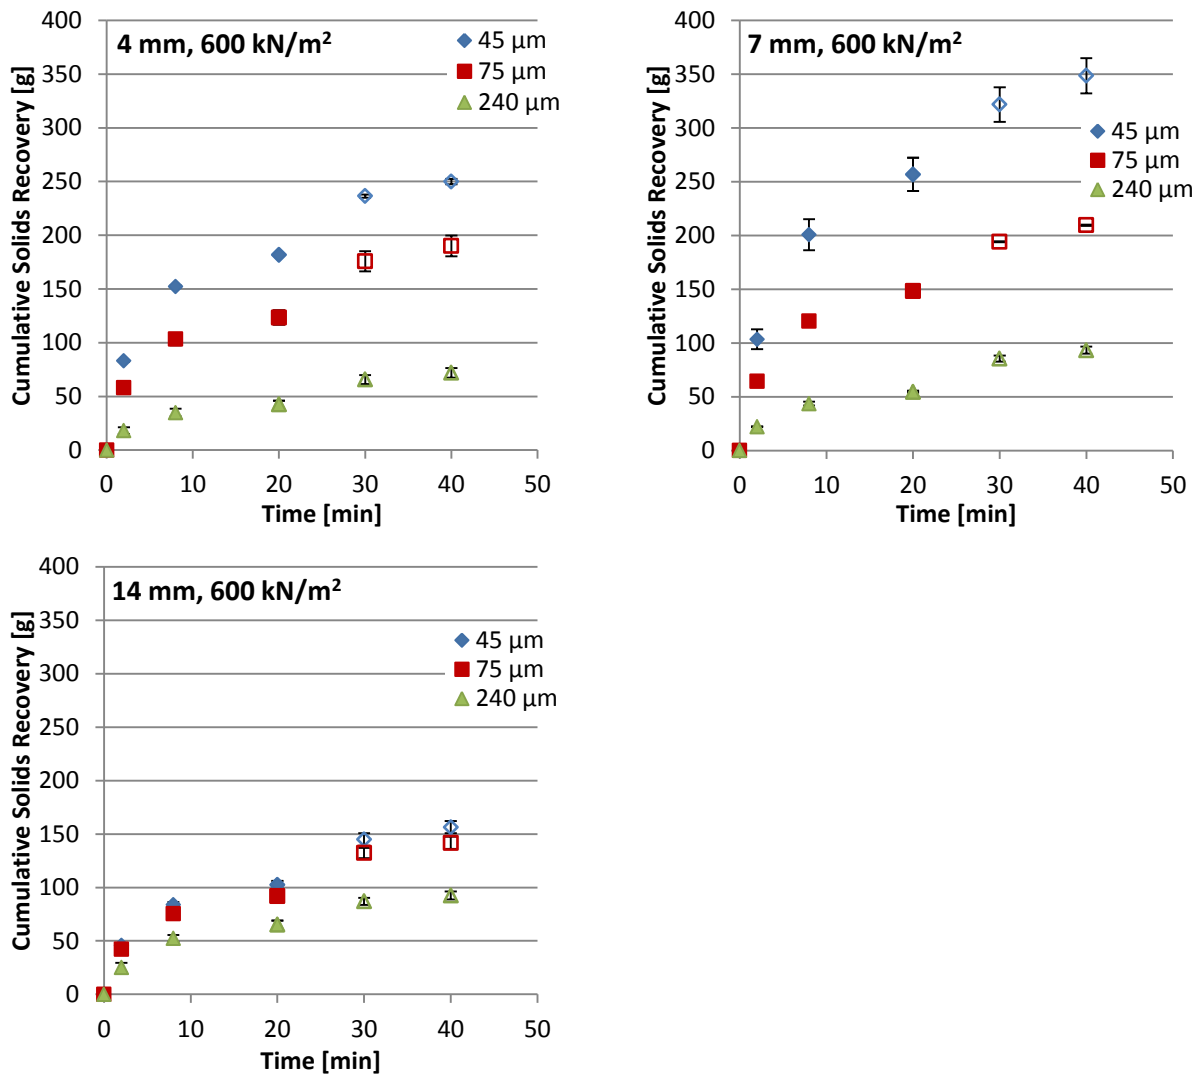 4 mm, 600 kN/m²
45 µm
75 µm
240 µm
Cumulative Solids Recovery [g]
400
350
300
250
200
150
100
50
0
0 10 20 30 40 50
Time [min]
7 mm, 600 kN/m²
45 µm
75 µm
240 µm
Cumulative Solids Recovery [g]
400
350
300
250
200
150
100
50
0
0 10 20 30 40 50
Time [min]
14 mm, 600 kN/m²
45 µm
75 µm
240 µm
Cumulative Solids Recovery [g]
400
350
300
250
200
150
100
50
0
0 10 20 30 40 50
Time [min]